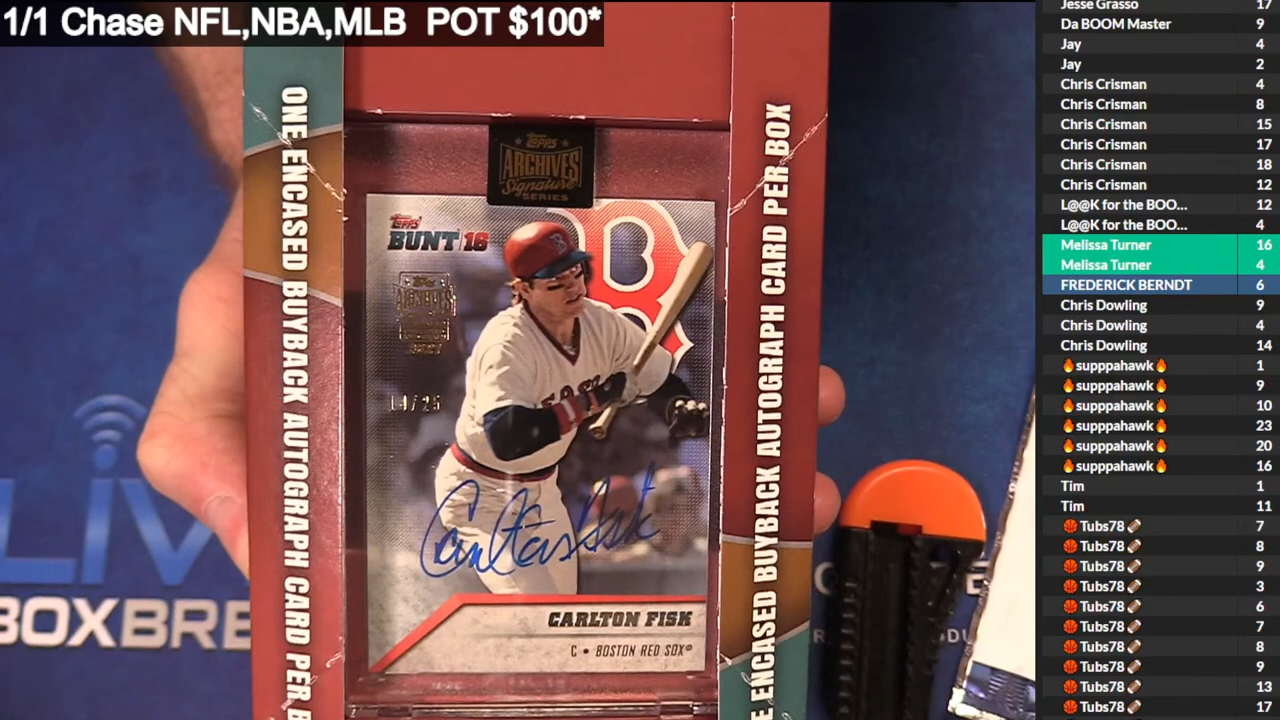 1/1 Chase NFL,NBA,MLB POT $100*
ONE ENCASED BUYBACK AUTOGRAPH CARD PER B
Topps
ARCHIVES
Signature
SERIES
Topps
BUNT 16
ARCHIVES
14/25
Carlton Fisk
CARLTON FISK
C • BOSTON RED SOX®
E ENCASED BUYBACK AUTOGRAPH CARD PER BOX
LIV
BOXBRE
Jesse Grasso 17
Da BOOM Master 9
Jay 4
Jay 2
Chris Crisman 4
Chris Crisman 8
Chris Crisman 15
Chris Crisman 17
Chris Crisman 18
Chris Crisman 12
L@@K for the BOO... 12
L@@K for the BOO... 4
Melissa Turner 16
Melissa Turner 4
FREDERICK BERNDT 6
Chris Dowling 9
Chris Dowling 4
Chris Dowling 14
🔥supppahawk🔥 1
🔥supppahawk🔥 9
🔥supppahawk🔥 10
🔥supppahawk🔥 23
🔥supppahawk🔥 20
🔥supppahawk🔥 16
Tim 1
Tim 11
🏀Tubs78🏈 7
🏀Tubs78🏈 8
🏀Tubs78🏈 9
🏀Tubs78🏈 3
🏀Tubs78🏈 6
🏀Tubs78🏈 7
🏀Tubs78🏈 8
🏀Tubs78🏈 9
🏀Tubs78🏈 13
🏀Tubs78🏈 17